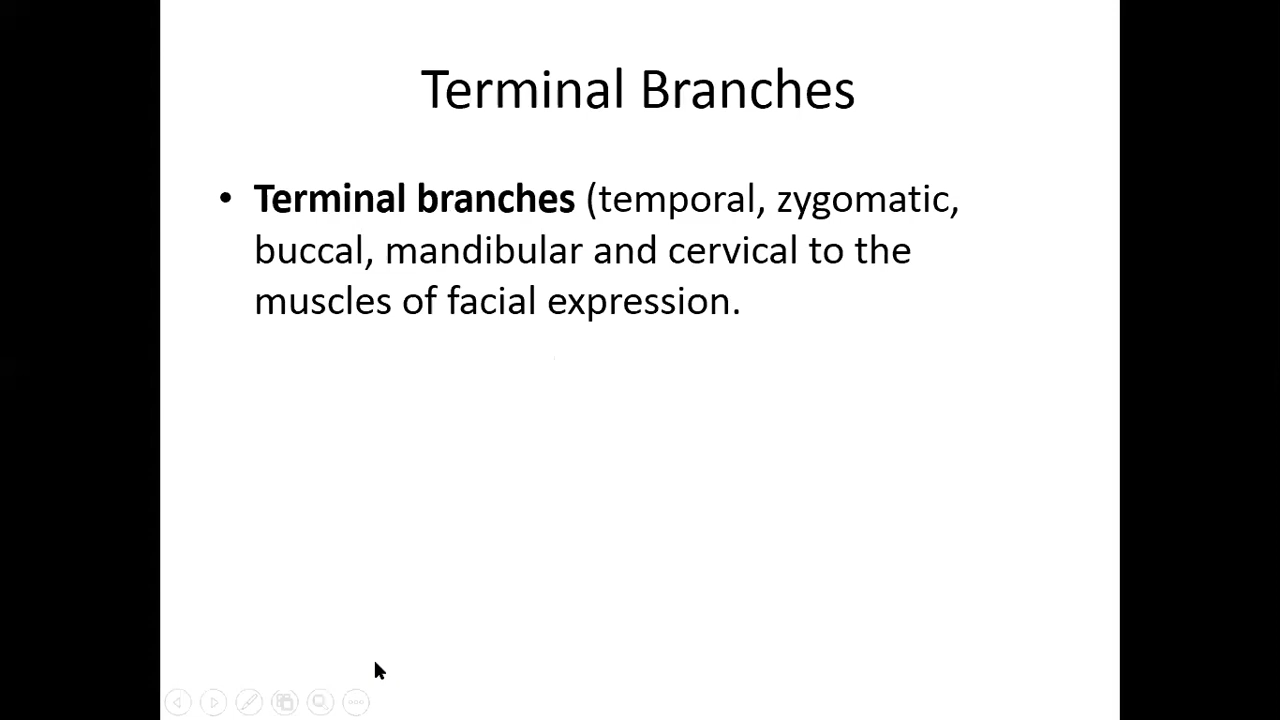 Terminal Branches
• Terminal branches (temporal, zygomatic,
buccal, mandibular and cervical to the
muscles of facial expression.